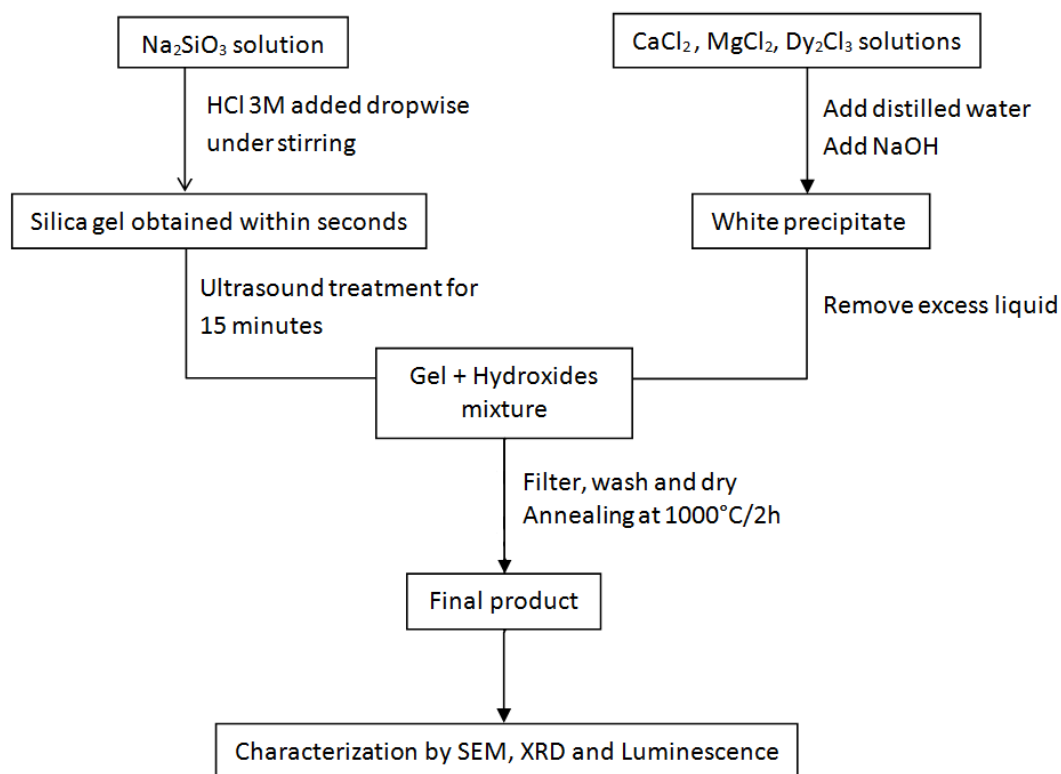 Na₂SiO₃ solution
CaCl₂ , MgCl₂, Dy₂Cl₃ solutions
HCl 3M added dropwise
under stirring
Add distilled water
Add NaOH
Silica gel obtained within seconds
White precipitate
Ultrasound treatment for
15 minutes
Remove excess liquid
Gel + Hydroxides
mixture
Filter, wash and dry
Annealing at 1000°C/2h
Final product
Characterization by SEM, XRD and Luminescence